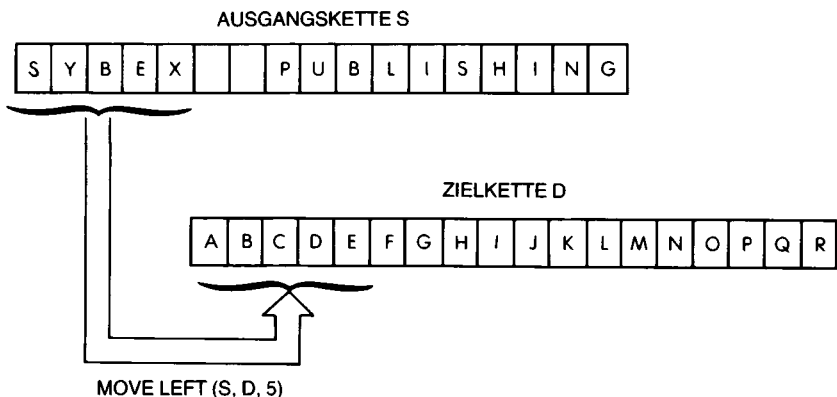 AUSGANGSKETTE S
S Y B E X P U B L I S H I N G
ZIELKETTE D
A B C D E F G H I J K L M N O P Q R
MOVE LEFT (S, D, 5)